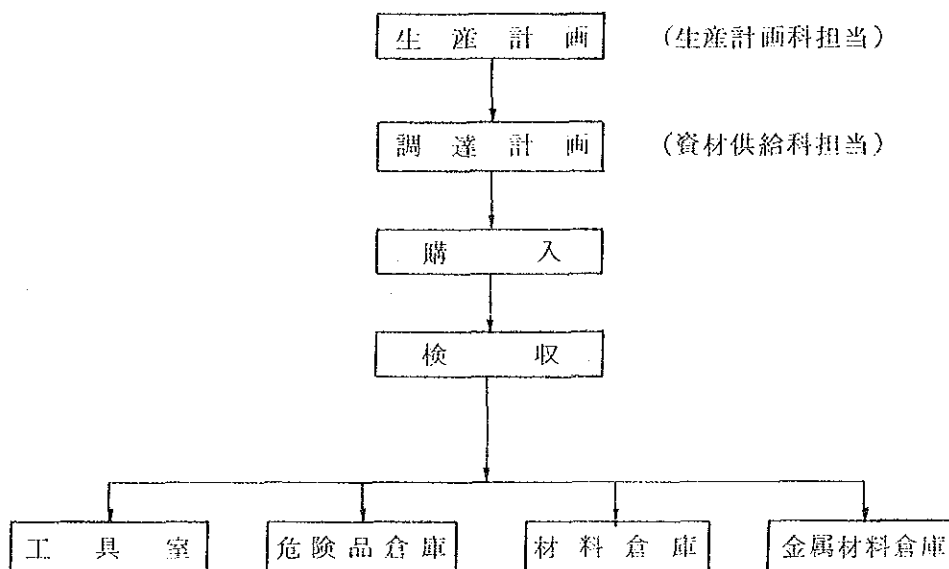 生産計画 (生産計画科担当)
調達計画 (資材供給科担当)
購入
検収
工具室 危険品倉庫 材料倉庫 金属材料倉庫